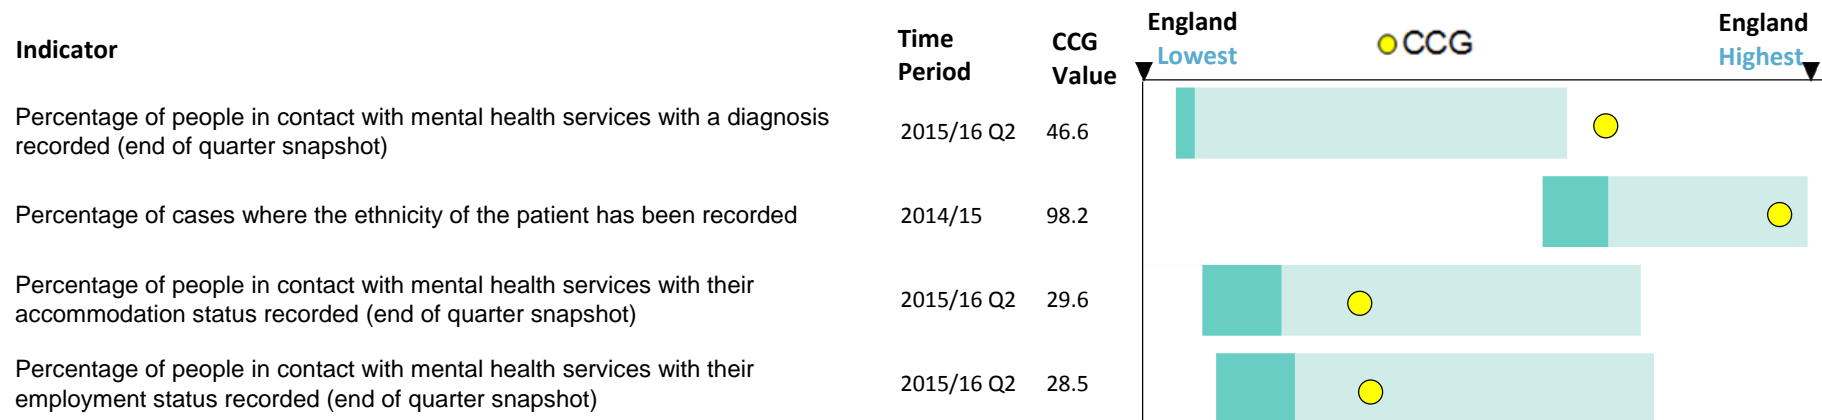 Indicator
Time
Period
CCG
Value
England
Lowest
CCG
England
Highest
Percentage of people in contact with mental health services with a diagnosis
recorded (end of quarter snapshot)
2015/16 Q2
46.6
Percentage of cases where the ethnicity of the patient has been recorded
2014/15
98.2
Percentage of people in contact with mental health services with their
accommodation status recorded (end of quarter snapshot)
2015/16 Q2
29.6
Percentage of people in contact with mental health services with their
employment status recorded (end of quarter snapshot)
2015/16 Q2
28.5